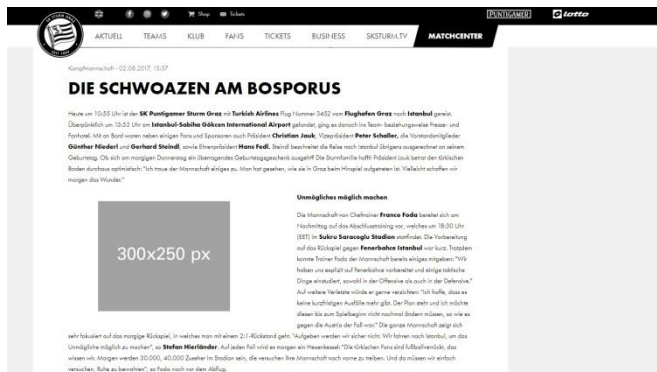 Shop Tickets PUNTIGAMER Lotto
AKTUELL TEAMS KLUB FANS TICKETS BUSINESS SKSTURM.TV MATCHCENTER
Kampfmannschaft - 02.08.2017, 15:57
DIE SCHWOAZEN AM BOSPORUS
Heute um 10:55 Uhr ist der SK Puntigamer Sturm Graz mit Turkish Airlines Flug Nummer 3452 vom Flughafen Graz nach Istanbul gereist.
Überpünktlich um 13:53 Uhr am Istanbul-Sabiha Gökcen International Airport gelandet, ging es danach ins Team- beziehungsweise Presse- und
Fanhotel. Mit an Bord waren neben einigen Fans und Sponsoren auch Präsident Christian Jauk, Vizepräsident Peter Schaller, die Vorstandsmitglieder
Günther Niederl und Gerhard Steindl, sowie Ehrenpräsident Hans Fedl. Steindl beschreitet die Reise nach Istanbul übrigens ausgerechnet an seinem
Geburtstag. Ob sich am morgigen Donnerstag ein überragendes Geburtstagsgeschenk ausgeht? Die Sturmfamilie hofft! Präsident Jauk betrat den türkischen
Boden durchaus optimistisch: "Ich traue der Mannschaft einiges zu. Man hat gesehen, wie sie in Graz beim Hinspiel aufgetreten ist. Vielleicht schaffen wir
morgen das Wunder."
Unmögliches möglich machen
Die Mannschaft von Cheftrainer Franco Foda bereitet sich am
Nachmittag auf das Abschlusstraining vor, welches um 18:30 Uhr
(EET) im Sukru Saracoglu Stadion stattfindet. Die Vorbereitung
auf das Rückspiel gegen Fenerbahce Istanbul war kurz. Trotzdem
konnte Trainer Foda der Mannschaft bereits einiges mitgeben: "Wir
haben uns explizit auf Fenerbahce vorbereitet und einige taktische
Dinge einstudiert, sowohl in der Offensive als auch in der Defensive."
Auf weitere Verletzte würde er gerne verzichten: "Ich hoffe, dass es
keine kurzfristigen Ausfälle mehr gibt. Der Plan steht und ich möchte
diesen bis zum Spielbeginn nicht nochmal ändern müssen, so wie es
gegen die Austria der Fall war." Die ganze Mannschaft zeigt sich
300x250 px
sehr fokussiert auf das morgige Rückspiel, in welches man mit einem 2:1-Rückstand geht. "Aufgeben werden wir sicher nicht. Wir fahren nach Istanbul, um das
Unmögliche möglich zu machen", so Stefan Hierländer. Auf jeden Fall wird es morgen ein Hexenkessel: "Die türkischen Fans sind fußballverrückt, das
wissen wir. Morgen werden 30.000, 40.000 Zuseher im Stadion sein, die versuchen ihre Mannschaft nach vorne zu treiben. Und da müssen wir einfach
versuchen, Ruhe zu bewahren", so Foda noch vor dem Abflug.